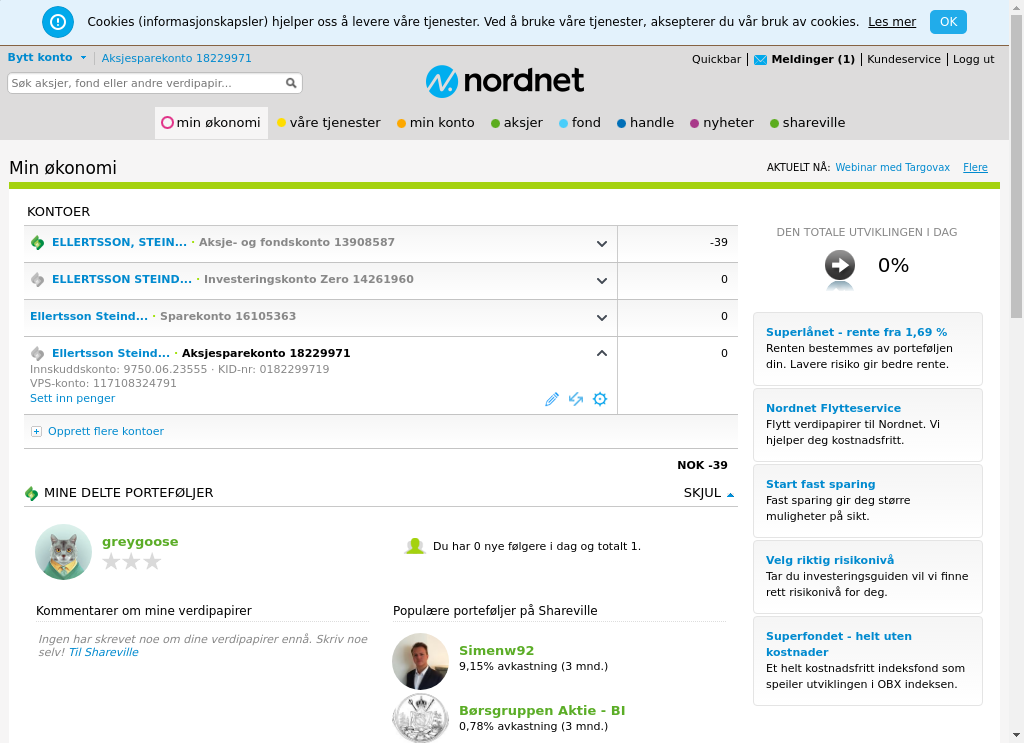 Cookies (informasjonskapsler) hjelper oss å levere våre tjenester. Ved å bruke våre tjenester, aksepterer du vår bruk av cookies. Les mer OK
Bytt konto Aksjesparekonto 18229971
Quickbar Meldinger (1) Kundeservice Logg ut
Søk aksjer, fond eller andre verdipapir...
nordnet
min økonomi våre tjenester min konto aksjer fond handle nyheter shareville
Min økonomi
AKTUELT NÅ: Webinar med Targovax Flere
KONTOER
ELLERTSSON, STEIN... · Aksje- og fondskonto 13908587 -39
ELLERTSSON STEIND... · Investeringskonto Zero 14261960 0
Ellertsson Steind... · Sparekonto 16105363 0
Ellertsson Steind... · Aksjesparekonto 18229971 0
Innskuddskonto: 9750.06.23555 · KID-nr: 0182299719
VPS-konto: 117108324791
Sett inn penger
Opprett flere kontoer
NOK -39
MINE DELTE PORTEFØLJER SKJUL
greygoose
Du har 0 nye følgere i dag og totalt 1.
Kommentarer om mine verdipapirer
Ingen har skrevet noe om dine verdipapirer ennå. Skriv noe
selv! Til Shareville
Populære porteføljer på Shareville
Simenw92
9,15% avkastning (3 mnd.)
Børsgruppen Aktie - BI
0,78% avkastning (3 mnd.)
DEN TOTALE UTVIKLINGEN I DAG
0%
Superlånet - rente fra 1,69 %
Renten bestemmes av porteføljen
din. Lavere risiko gir bedre rente.
Nordnet Flytteservice
Flytt verdipapirer til Nordnet. Vi
hjelper deg kostnadsfritt.
Start fast sparing
Fast sparing gir deg større
muligheter på sikt.
Velg riktig risikonivå
Tar du investeringsguiden vil vi finne
rett risikonivå for deg.
Superfondet - helt uten
kostnader
Et helt kostnadsfritt indeksfond som
speiler utviklingen i OBX indeksen.